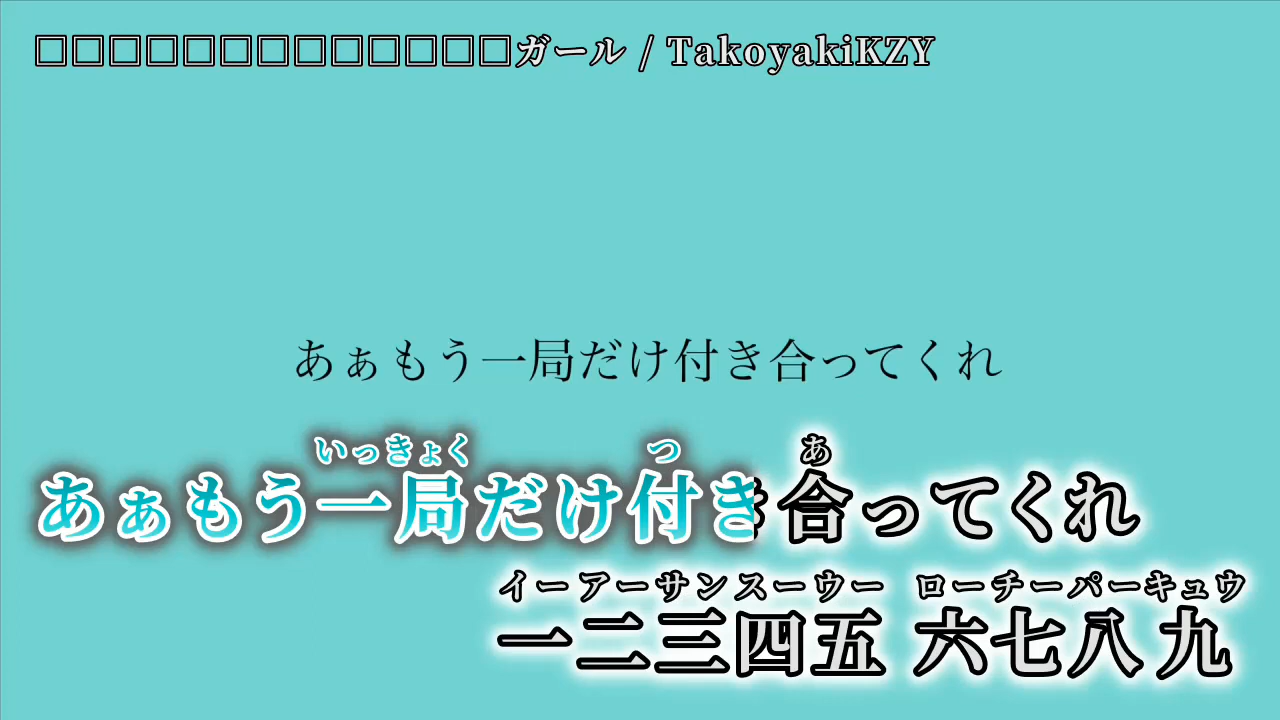 □□□□□□□□□□□□□ガール / TakoyakiKZY
あぁもう一局だけ付き合ってくれ
いっきょく つ あ
あぁもう一局だけ付き合ってくれ
イーアーサンスーウー ローチーパーキュウ
一二三四五 六七八九